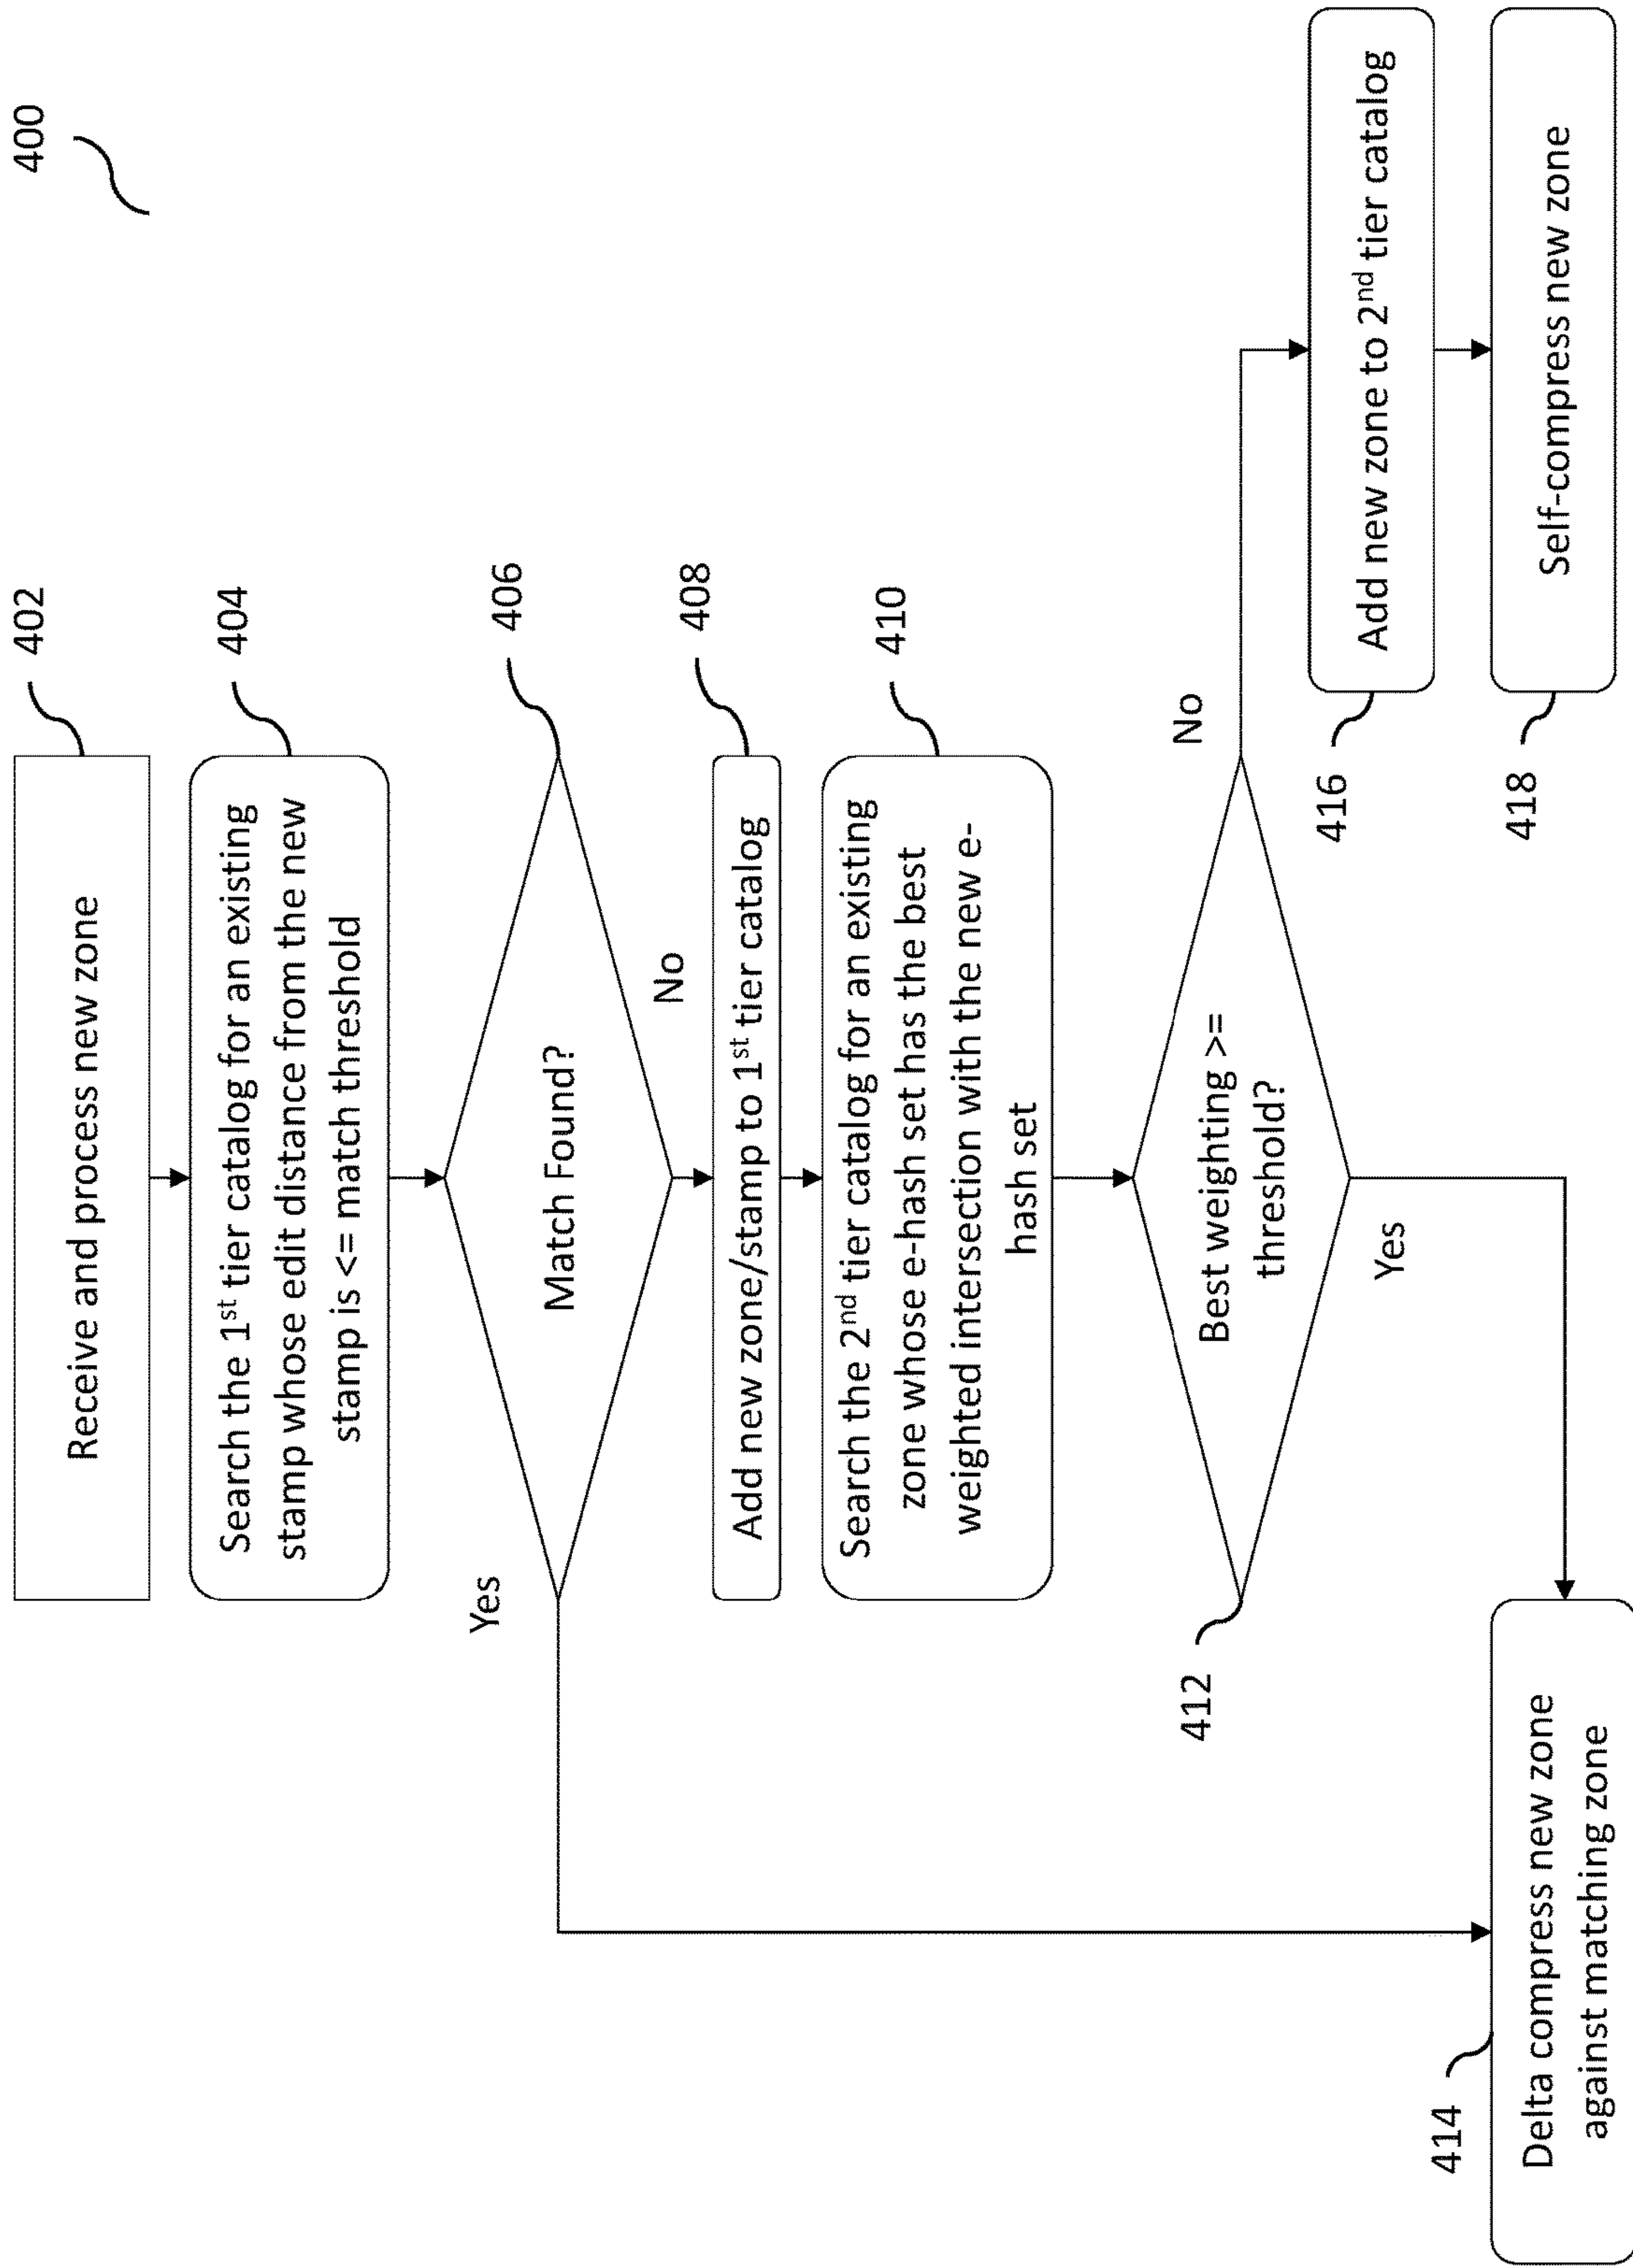 400
402
Receive and process new zone
404
Search the 1st tier catalog for an existing
stamp whose edit distance from the new
stamp is <= match threshold
406
Match Found?
Yes
No
408
Add new zone/stamp to 1st tier catalog
410
Search the 2nd tier catalog for an existing
zone whose e-hash set has the best
weighted intersection with the new e-
hash set
412
Best weighting >=
threshold?
No
Yes
416
Add new zone to 2nd tier catalog
418
Self-compress new zone
414
Delta compress new zone
against matching zone